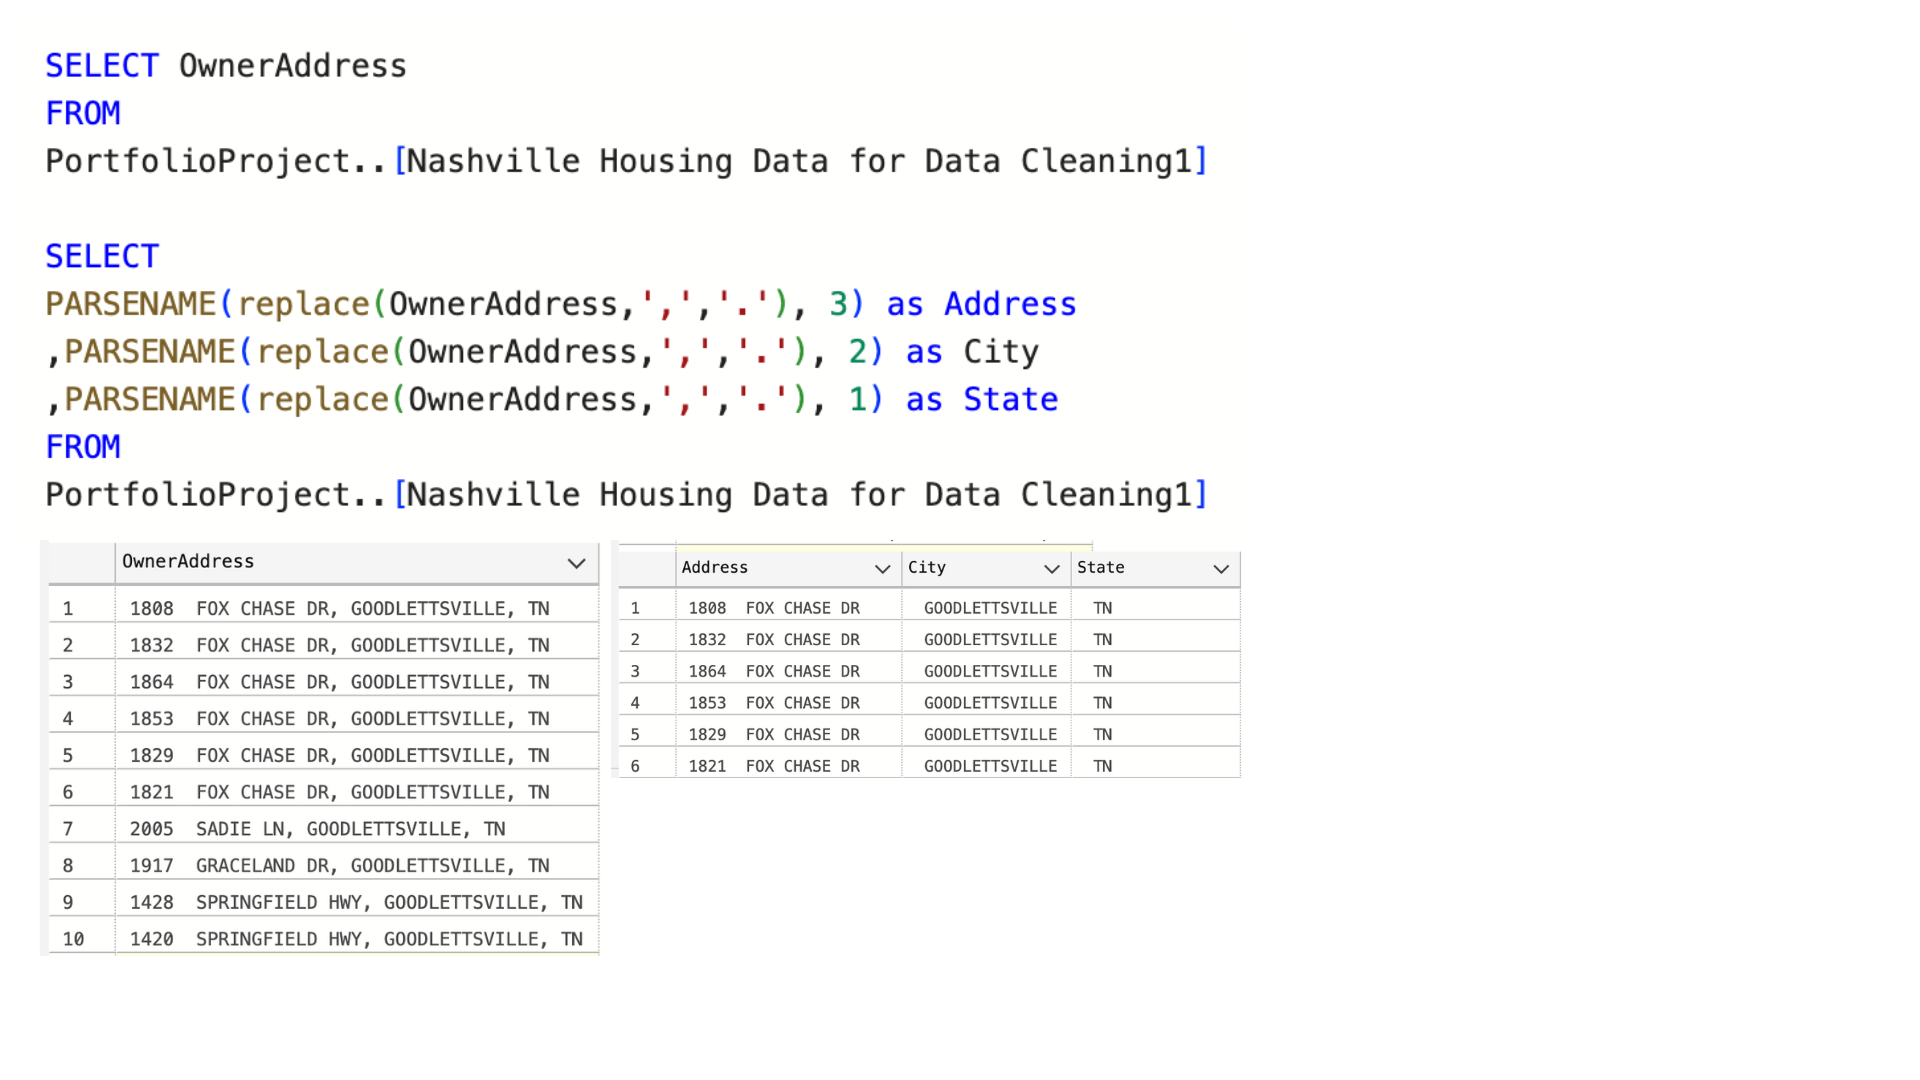 SELECT OwnerAddress
FROM
PortfolioProject..[Nashville Housing Data for Data Cleaning1]
SELECT
PARSENAME(replace(OwnerAddress,',','.'), 3) as Address
,PARSENAME(replace(OwnerAddress,',','.'), 2) as City
,PARSENAME(replace(OwnerAddress,',','.'), 1) as State
FROM
PortfolioProject..[Nashville Housing Data for Data Cleaning1]
OwnerAddress
1 1808  FOX CHASE DR, GOODLETTSVILLE, TN
2 1832  FOX CHASE DR, GOODLETTSVILLE, TN
3 1864  FOX CHASE DR, GOODLETTSVILLE, TN
4 1853  FOX CHASE DR, GOODLETTSVILLE, TN
5 1829  FOX CHASE DR, GOODLETTSVILLE, TN
6 1821  FOX CHASE DR, GOODLETTSVILLE, TN
7 2005  SADIE LN, GOODLETTSVILLE, TN
8 1917  GRACELAND DR, GOODLETTSVILLE, TN
9 1428  SPRINGFIELD HWY, GOODLETTSVILLE, TN
10 1420  SPRINGFIELD HWY, GOODLETTSVILLE, TN
Address City State
1 1808  FOX CHASE DR GOODLETTSVILLE TN
2 1832  FOX CHASE DR GOODLETTSVILLE TN
3 1864  FOX CHASE DR GOODLETTSVILLE TN
4 1853  FOX CHASE DR GOODLETTSVILLE TN
5 1829  FOX CHASE DR GOODLETTSVILLE TN
6 1821  FOX CHASE DR GOODLETTSVILLE TN